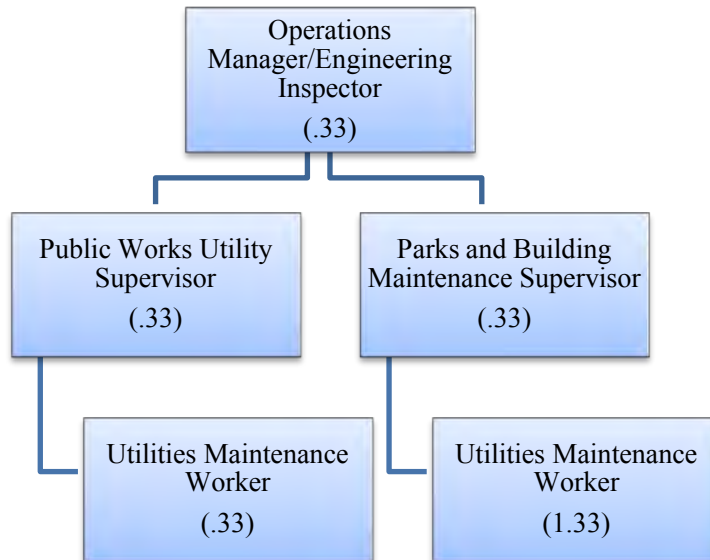 Operations
Manager/Engineering
Inspector
(.33)
Public Works Utility
Supervisor
(.33)
Parks and Building
Maintenance Supervisor
(.33)
Utilities Maintenance
Worker
(.33)
Utilities Maintenance
Worker
(1.33)